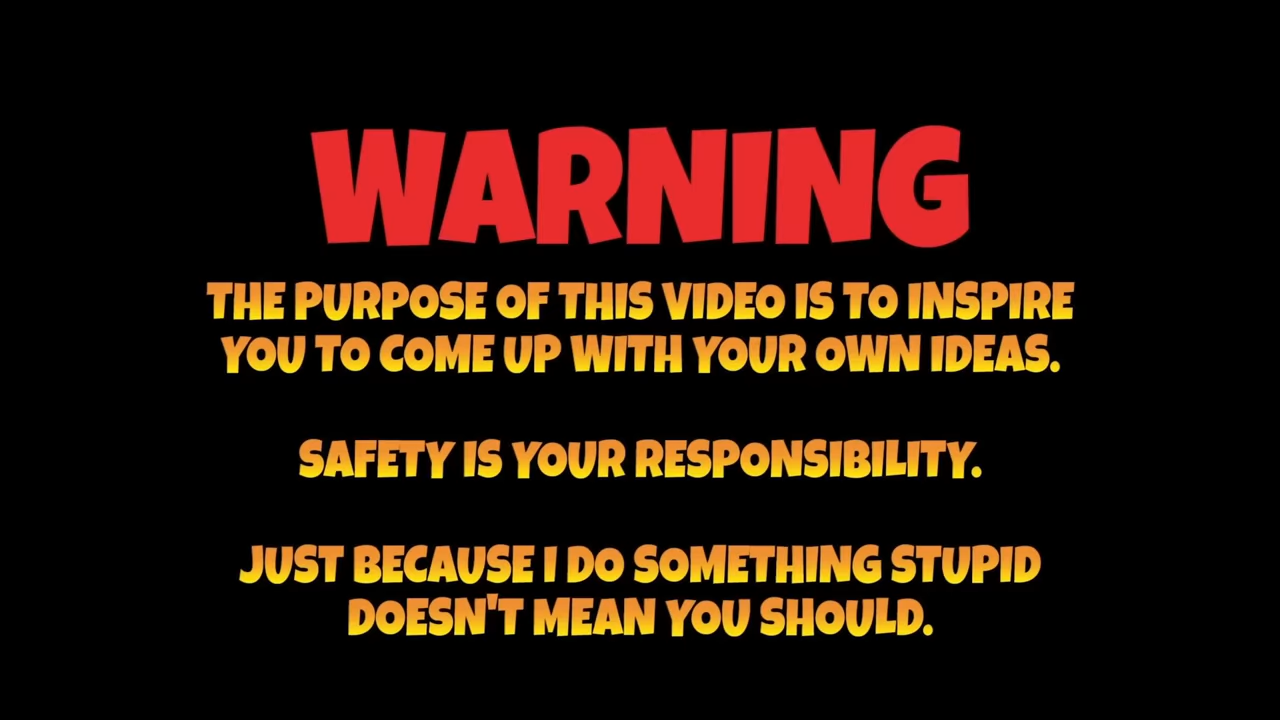 WARNING
THE PURPOSE OF THIS VIDEO IS TO INSPIRE
YOU TO COME UP WITH YOUR OWN IDEAS.
SAFETY IS YOUR RESPONSIBILITY.
JUST BECAUSE I DO SOMETHING STUPID
DOESN'T MEAN YOU SHOULD.